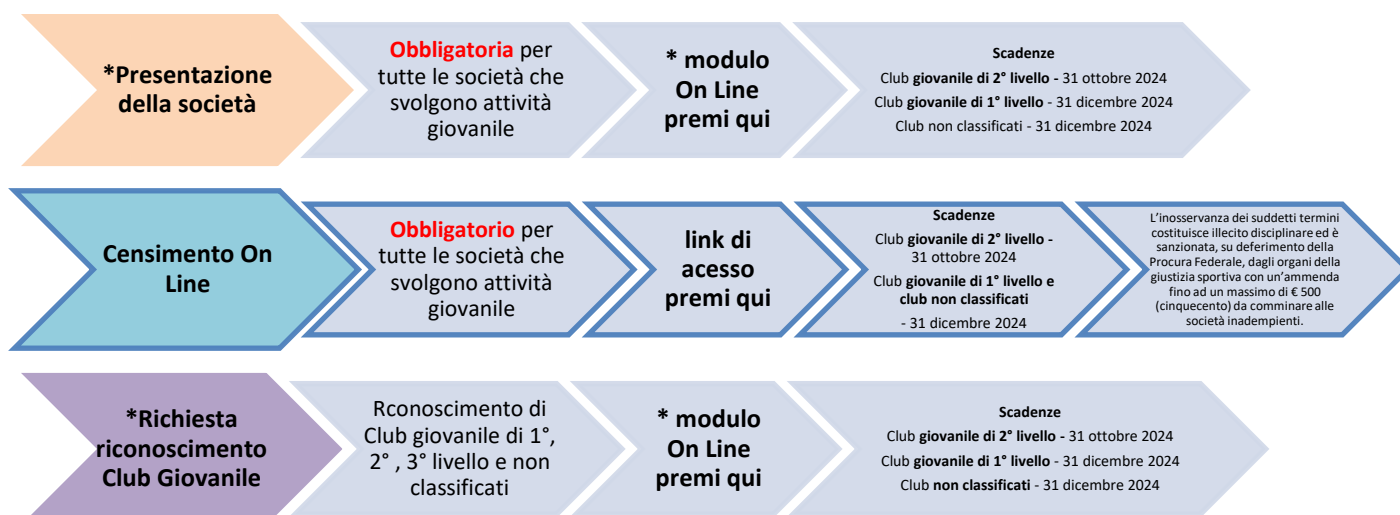 *Presentazione
della società
Obbligatoria per
tutte le società che
svolgono attività
giovanile
* modulo
On Line
premi qui
Scadenze
Club giovanile di 2° livello - 31 ottobre 2024
Club giovanile di 1° livello - 31 dicembre 2024
Club non classificati - 31 dicembre 2024
Censimento On
Line
Obbligatorio per
tutte le società che
svolgono attività
giovanile
link di
acesso
premi qui
Scadenze
Club giovanile di 2° livello -
31 ottobre 2024
Club giovanile di 1° livello e
club non classificati
- 31 dicembre 2024
L'inosservanza dei suddetti termini
costituisce illecito disciplinare ed è
sanzionata, su deferimento della
Procura Federale, dagli organi della
giustizia sportiva con un'ammenda
fino ad un massimo di € 500
(cinquecento) da comminare alle
società inadempienti.
*Richiesta
riconoscimento
Club Giovanile
Rconoscimento di
Club giovanile di 1°,
2° , 3° livello e non
classificati
* modulo
On Line
premi qui
Scadenze
Club giovanile di 2° livello - 31 ottobre 2024
Club giovanile di 1° livello - 31 dicembre 2024
Club non classificati - 31 dicembre 2024